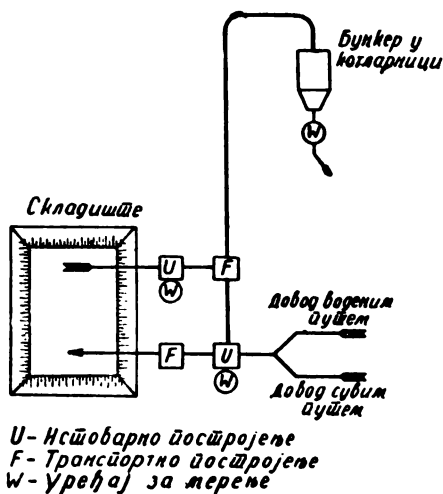 Бункер у
котларници
W
Складиште
U
F
W
Довод воденим
путем
F
U
W
Довод сувим
путем
U - Истоварно постројење
F - Транспортно постројење
W - Уређај за мерење